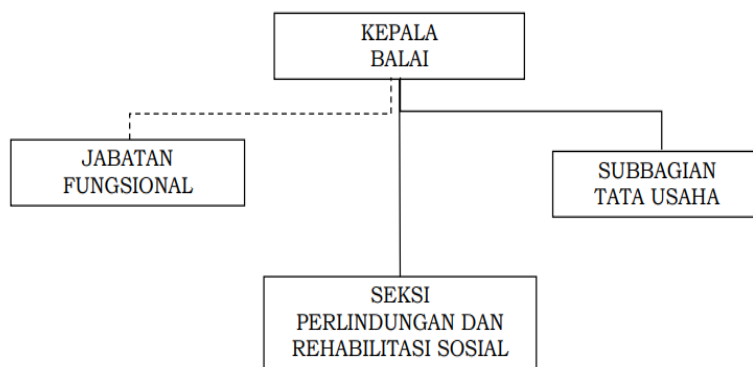 KEPALA
BALAI
JABATAN
FUNGSIONAL
SUBBAGIAN
TATA USAHA
SEKSI
PERLINDUNGAN DAN
REHABILITASI SOSIAL